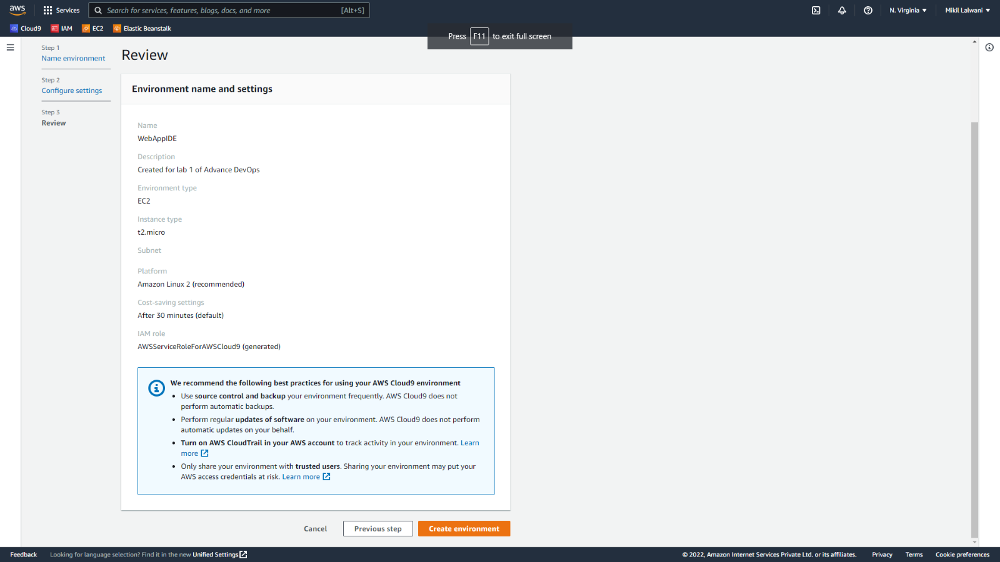 aws
Services
Search for services, features, blogs, docs, and more
[Alt+S]
N. Virginia
Mikil Lalwani
Cloud9
IAM
EC2
Elastic Beanstalk
Press F11 to exit full screen
Step 1
Name environment
Step 2
Configure settings
Step 3
Review
Review
Environment name and settings
Name
WebAppIDE
Description
Created for lab 1 of Advance DevOps
Environment type
EC2
Instance type
t2.micro
Subnet
Platform
Amazon Linux 2 (recommended)
Cost-saving settings
After 30 minutes (default)
IAM role
AWSServiceRoleForAWSCloud9 (generated)
We recommend the following best practices for using your AWS Cloud9 environment
• Use source control and backup your environment frequently. AWS Cloud9 does not
perform automatic backups.
• Perform regular updates of software on your environment. AWS Cloud9 does not perform
automatic updates on your behalf.
• Turn on AWS CloudTrail in your AWS account to track activity in your environment. Learn
more
• Only share your environment with trusted users. Sharing your environment may put your
AWS access credentials at risk. Learn more
Cancel
Previous step
Create environment
Feedback
Looking for language selection? Find it in the new Unified Settings
© 2022, Amazon Internet Services Private Ltd. or its affiliates.
Privacy
Terms
Cookie preferences